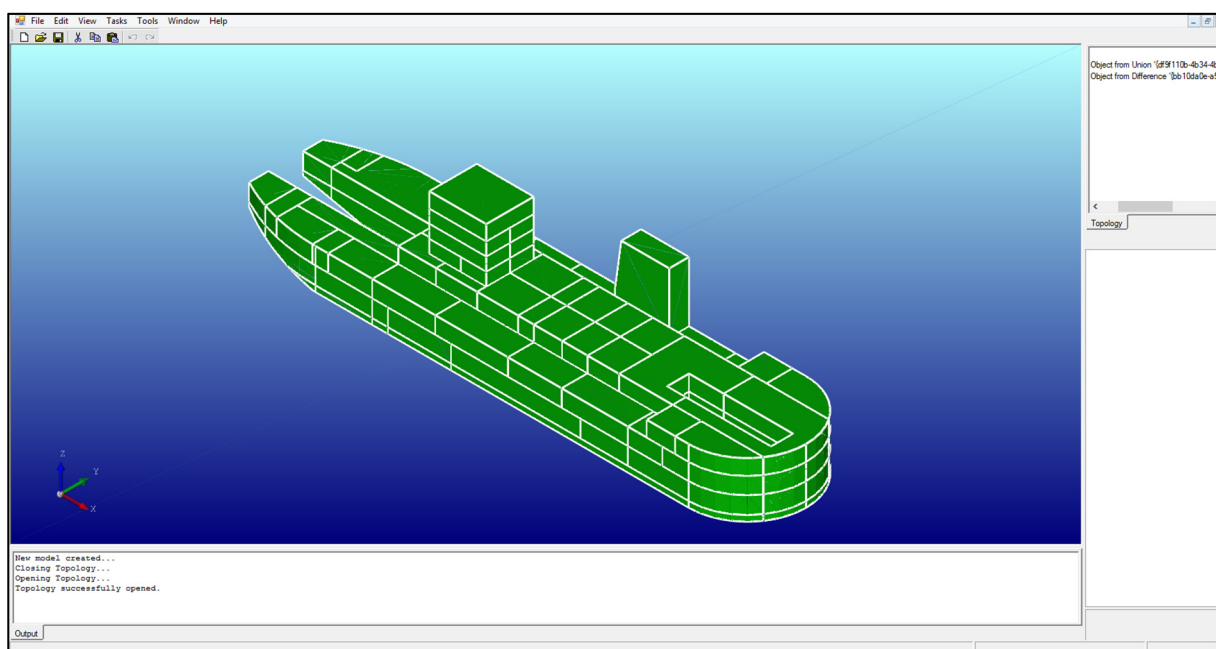 File Edit View Tasks Tools Window Help
Object from Union '{df9f110b-4b34-4b
Object from Difference '{bb10da0e-a5
Topology
Z
Y
X
New model created...
Closing Topology...
Opening Topology...
Topology successfully opened.
Output